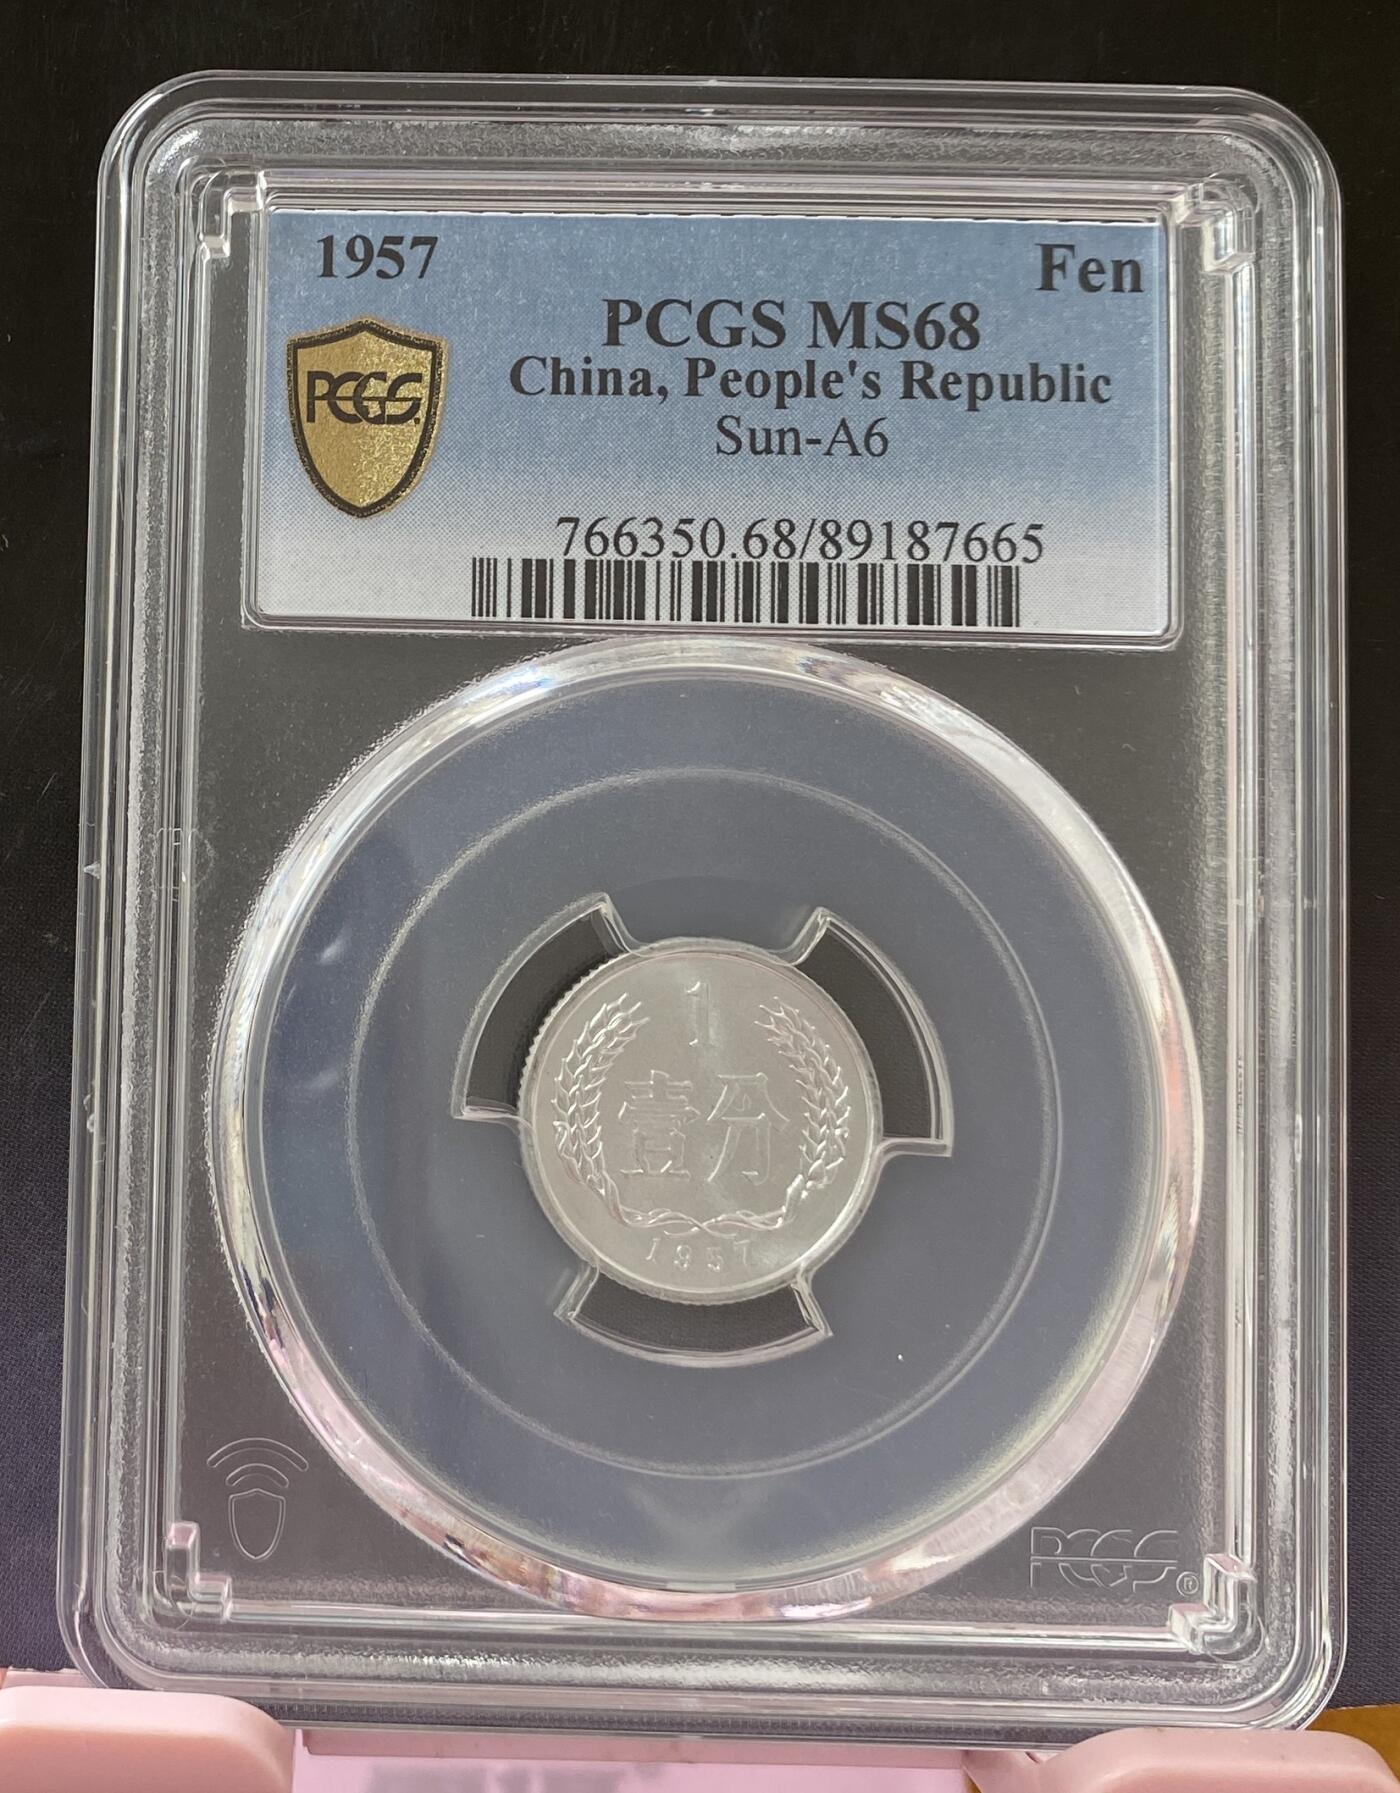 1957
Fen
PCGS MS68
China, People's Republic
PCGS.
Sun-A6
766350.68/89187665
1
壹分
1957
PCGS®